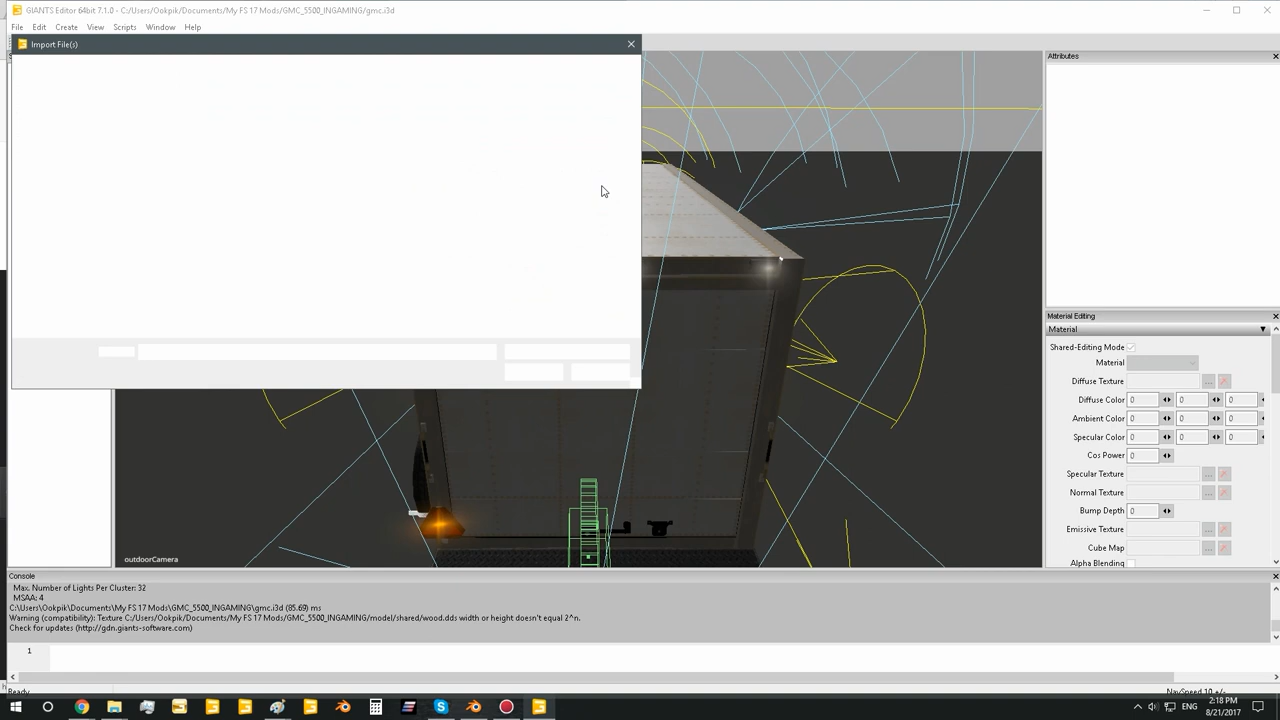 GIANTS Editor 64bit 7.1.0 - C:/Users/Ookpik/Documents/My FS 17 Mods/GMC_5500_INGAMING/gmc.i3d
File Edit Create View Scripts Window Help
Import File(s)
Attributes
Material Editing
Material
Shared-Editing Mode
Material
Diffuse Texture ...
Diffuse Color 0 0 0
Ambient Color 0 0 0
Specular Color 0 0 0
Cos Power 0
Specular Texture ...
Normal Texture ...
Bump Depth 0
Emissive Texture ...
Cube Map ...
Alpha Blending
outdoorCamera
Console
Max. Number of Lights Per Cluster: 32
MSAA: 4
C:\Users\Ookpik\Documents\My FS 17 Mods\GMC_5500_INGAMING\gmc.i3d (85.69) ms
Warning (compatibility): Texture C:/Users/Ookpik/Documents/My FS 17 Mods/GMC_5500_INGAMING/model/shared/wood.dds width or height doesn't equal 2^n.
Check for updates (http://gdn.giants-software.com)
1
Ready
NavSpeed 10 +/-
ENG
2:18 PM
8/21/2017